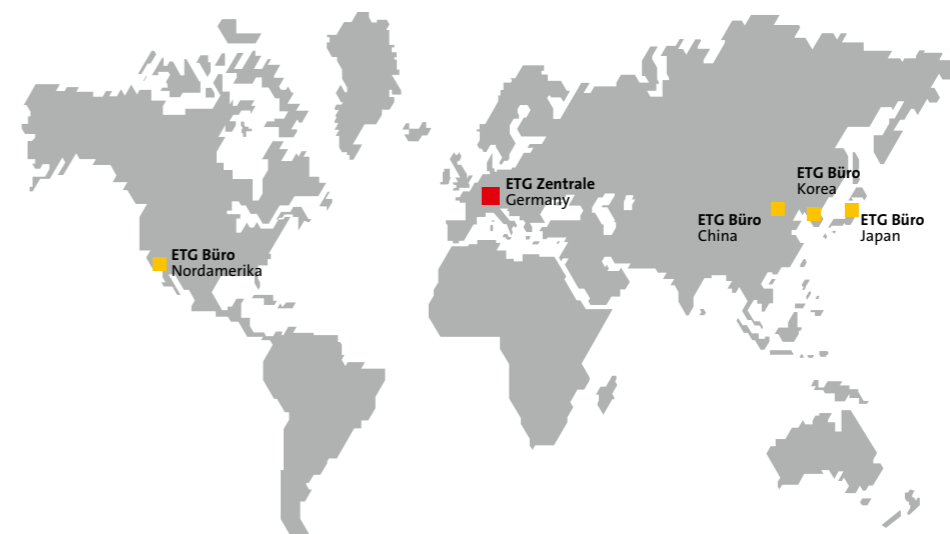 ETG Zentrale
Germany
ETG Büro
Korea
ETG Büro
China
ETG Büro
Japan
ETG Büro
Nordamerika